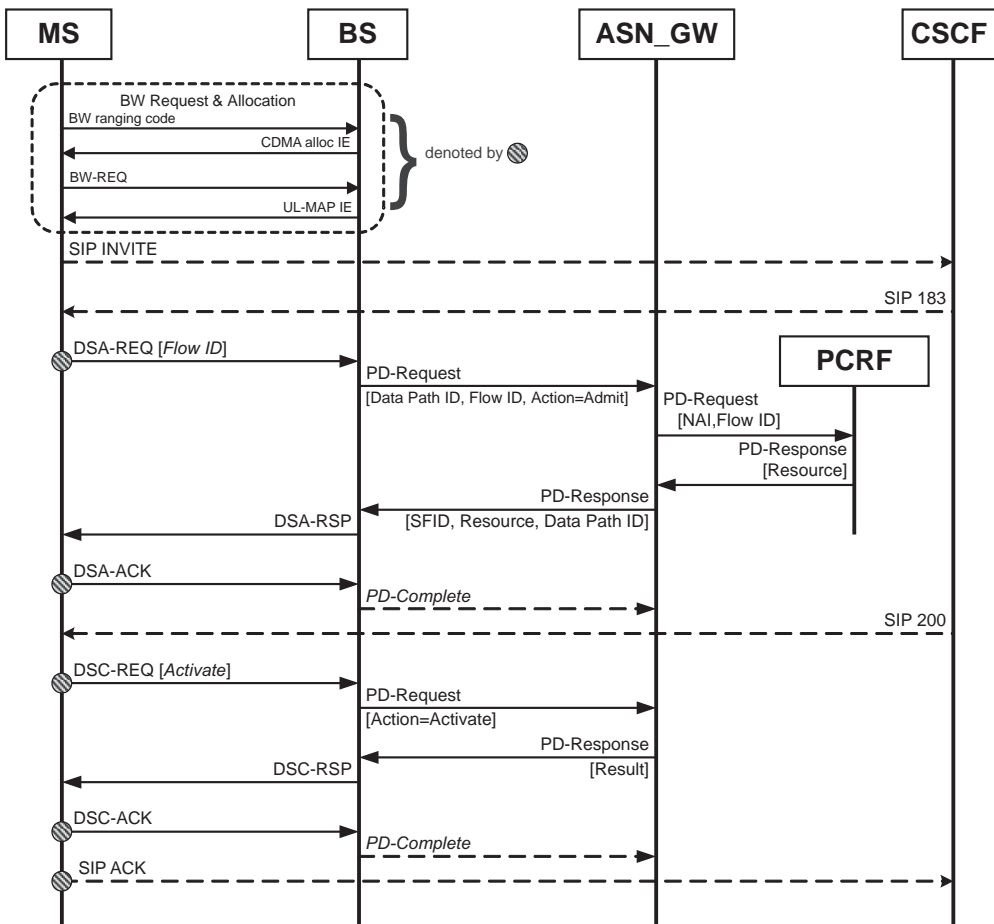 MS
BS
ASN_GW
CSCF
BW Request & Allocation
BW ranging code
CDMA alloc IE
denoted by
BW-REQ
UL-MAP IE
SIP INVITE
SIP 183
DSA-REQ [Flow ID]
PCRF
PD-Request
[Data Path ID, Flow ID, Action=Admit]
PD-Request
[NAI,Flow ID]
PD-Response
[Resource]
PD-Response
[SFID, Resource, Data Path ID]
DSA-RSP
DSA-ACK
PD-Complete
SIP 200
DSC-REQ [Activate]
PD-Request
[Action=Activate]
PD-Response
[Result]
DSC-RSP
DSC-ACK
PD-Complete
SIP ACK